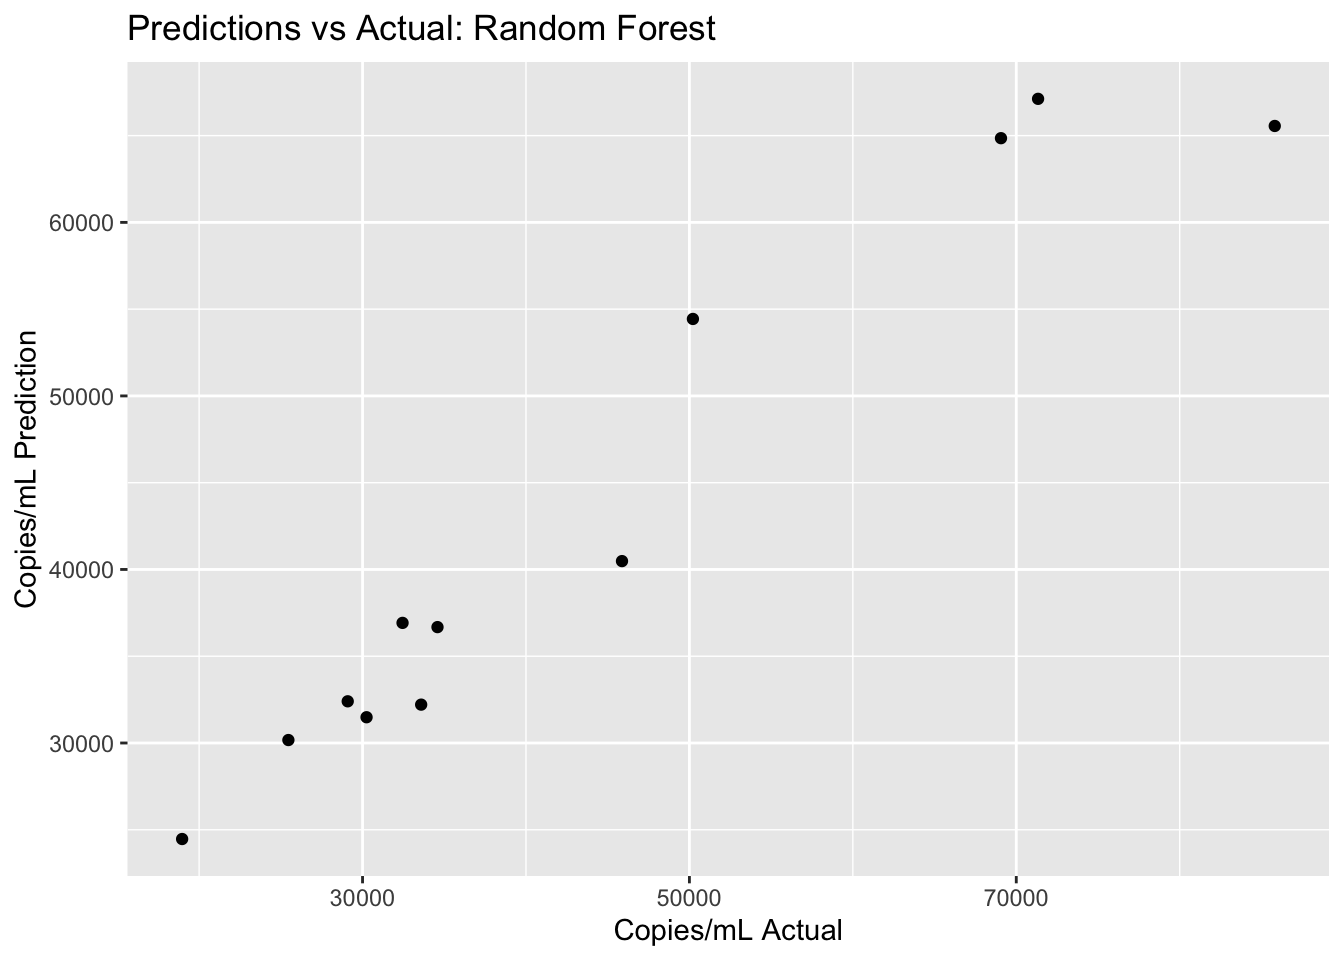 Predictions vs Actual: Random Forest
60000
50000
40000
30000
Copies/mL Prediction
30000 50000 70000
Copies/mL Actual